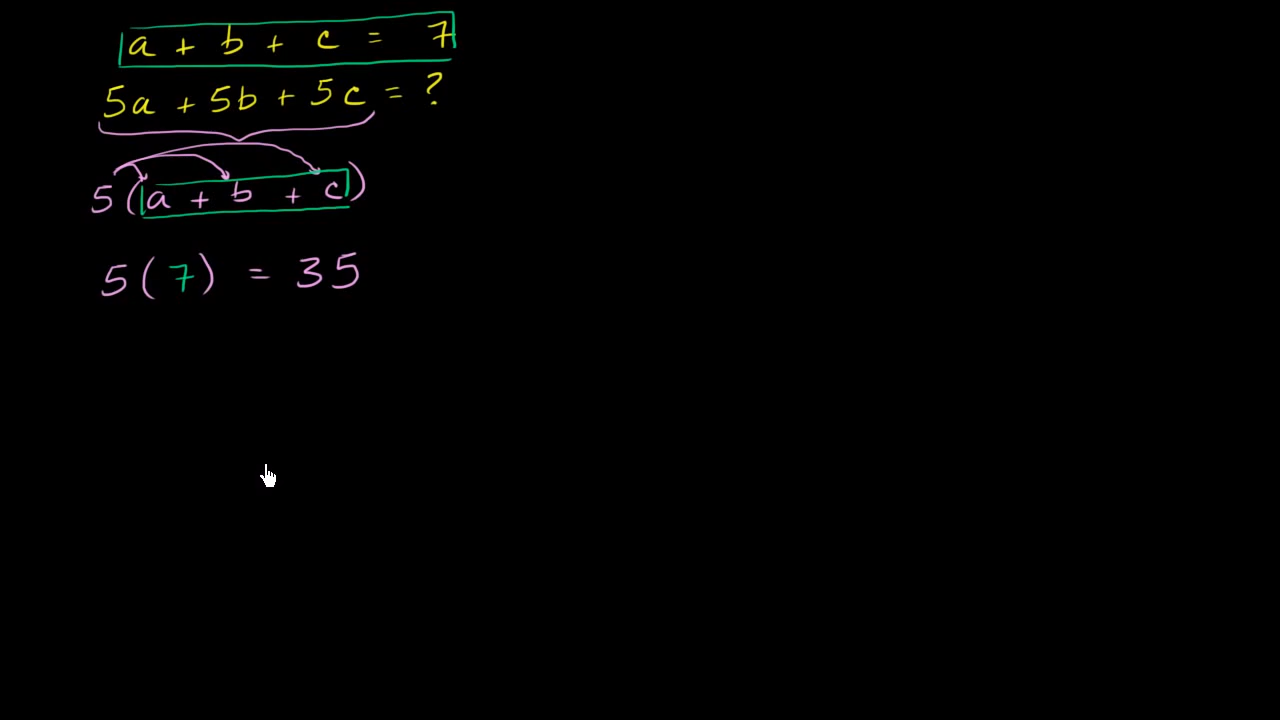 a + b + c = 7
5a + 5b + 5c = ?
5(a + b + c)
5(7) = 35